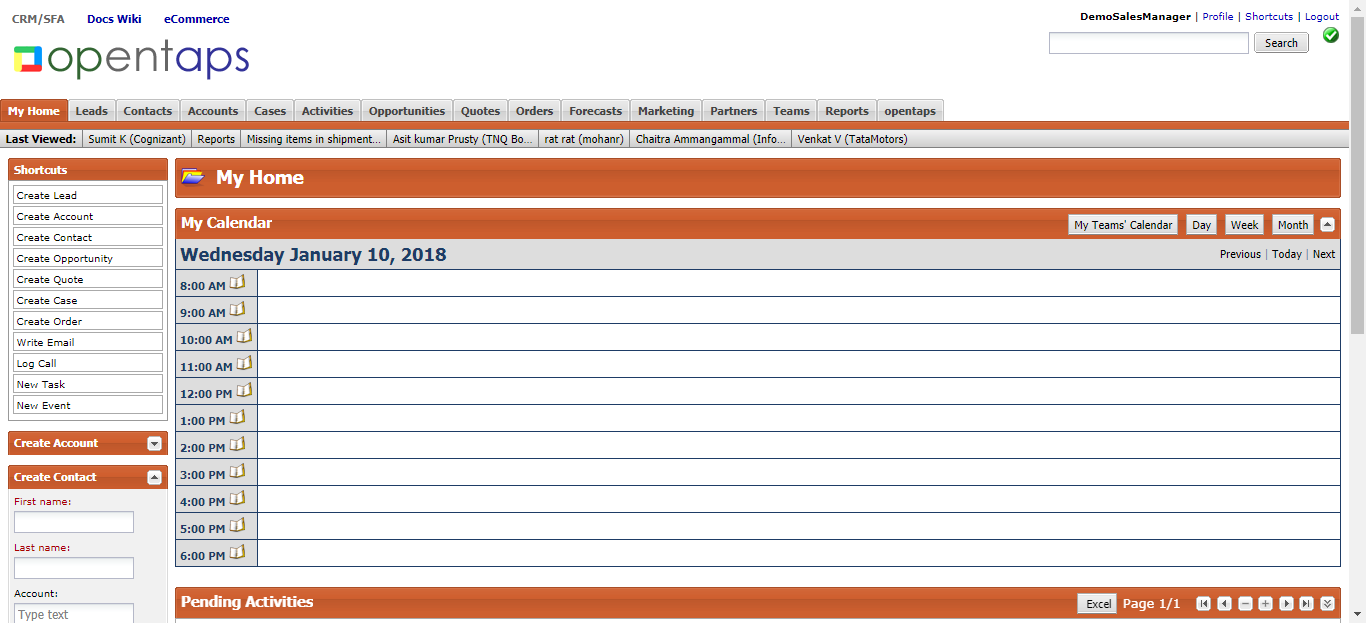 CRM/SFA Docs Wiki eCommerce
DemoSalesManager | Profile | Shortcuts | Logout
opentaps
Search
My Home Leads Contacts Accounts Cases Activities Opportunities Quotes Orders Forecasts Marketing Partners Teams Reports opentaps
Last Viewed: Sumit K (Cognizant) Reports Missing items in shipment... Asit kumar Prusty (TNQ Bo... rat rat (mohanr) Chaitra Ammangammal (Info... Venkat V (TataMotors)
Shortcuts
Create Lead
Create Account
Create Contact
Create Opportunity
Create Quote
Create Case
Create Order
Write Email
Log Call
New Task
New Event
Create Account
Create Contact
First name:
Last name:
Account:
Type text
My Home
My Calendar
My Teams' Calendar Day Week Month
Wednesday January 10, 2018
Previous | Today | Next
8:00 AM
9:00 AM
10:00 AM
11:00 AM
12:00 PM
1:00 PM
2:00 PM
3:00 PM
4:00 PM
5:00 PM
6:00 PM
Pending Activities
Excel Page 1/1